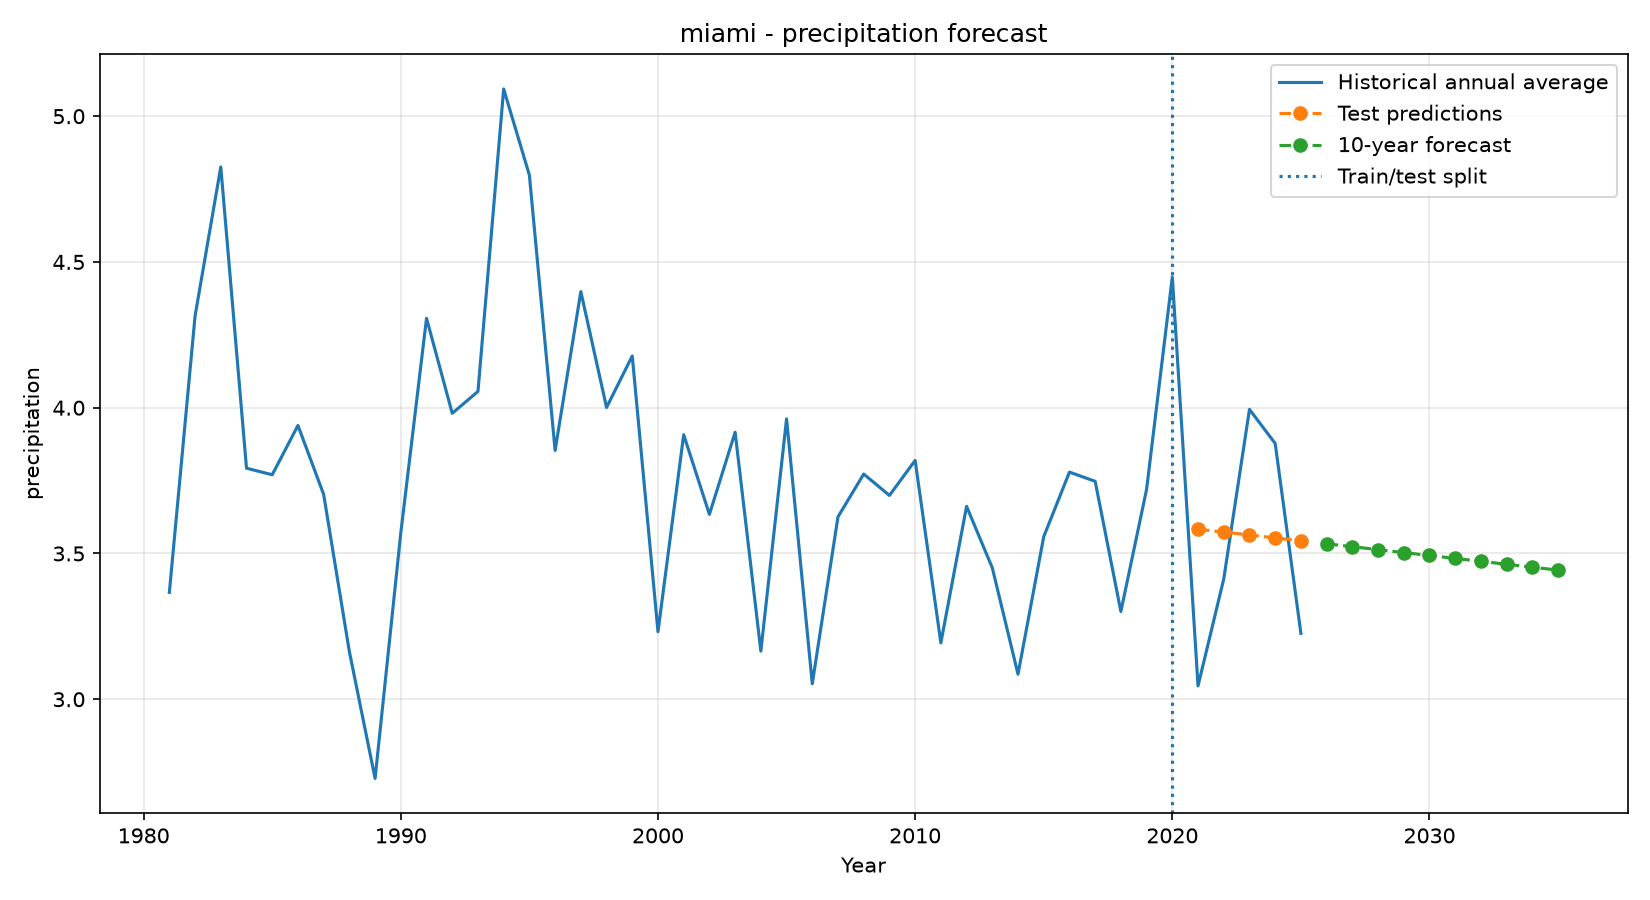 miami - precipitation forecast
Historical annual average
Test predictions
10-year forecast
Train/test split
precipitation
5.0
4.5
4.0
3.5
3.0
1980 1990 2000 2010 2020 2030
Year